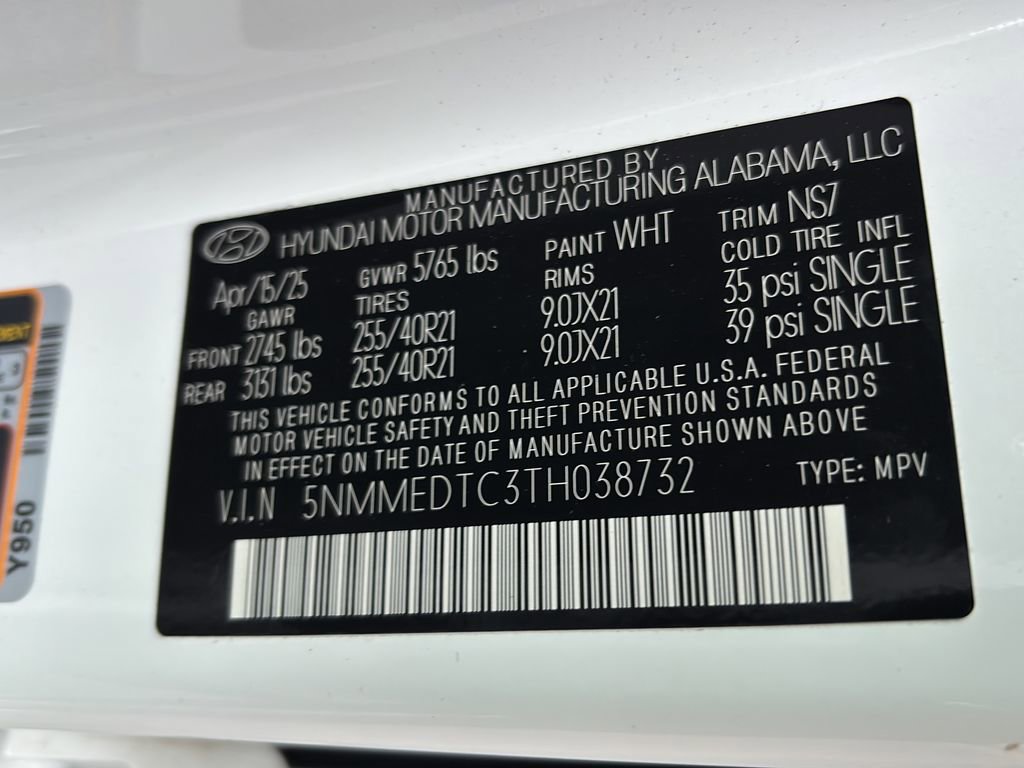 MANUFACTURED BY
HYUNDAI MOTOR MANUFACTURING ALABAMA, LLC
Apr/15/25 GVWR 5765 lbs PAINT WHT TRIM NS7
GAWR TIRES RIMS COLD TIRE INFL
FRONT 2745 lbs 255/40R21 9.0JX21 35 psi SINGLE
REAR 3131 lbs 255/40R21 9.0JX21 39 psi SINGLE
THIS VEHICLE CONFORMS TO ALL APPLICABLE U.S.A. FEDERAL
MOTOR VEHICLE SAFETY AND THEFT PREVENTION STANDARDS
IN EFFECT ON THE DATE OF MANUFACTURE SHOWN ABOVE
V.I.N 5NMMEDTC3TH038732 TYPE: MPV
Y950